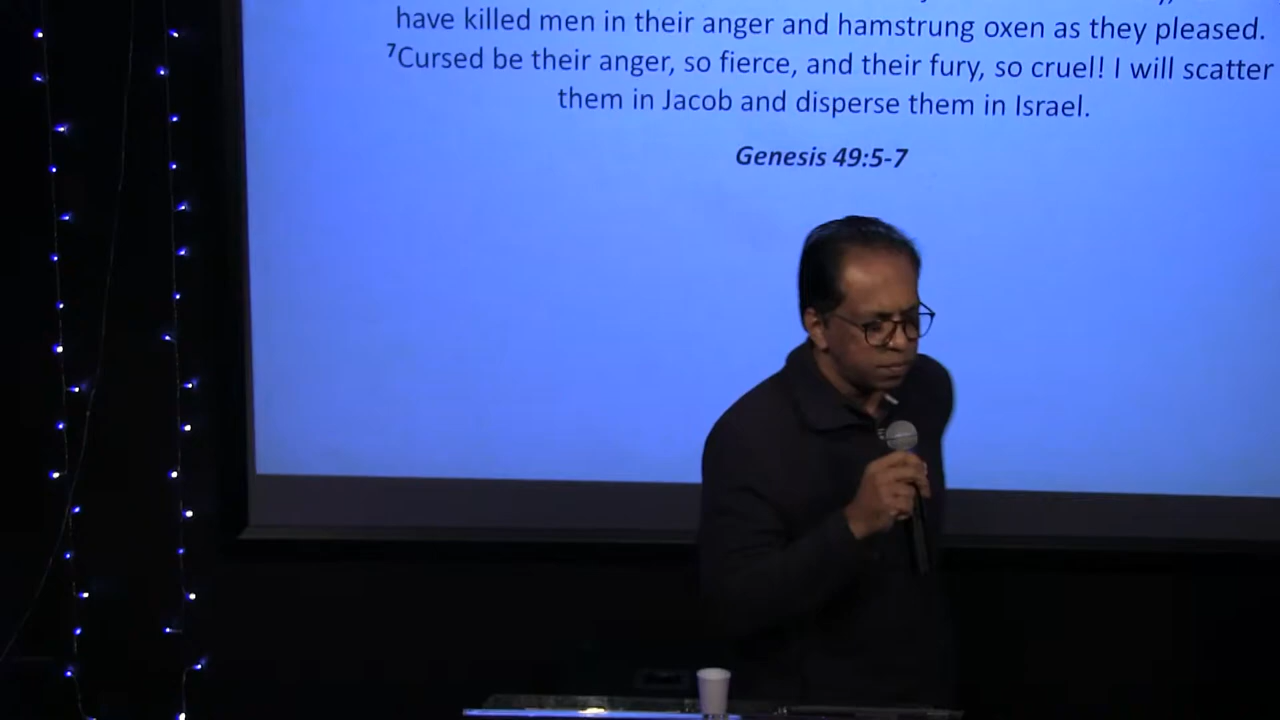 have killed men in their anger and hamstrung oxen as they pleased.
⁷Cursed be their anger, so fierce, and their fury, so cruel! I will scatter
them in Jacob and disperse them in Israel.
Genesis 49:5-7